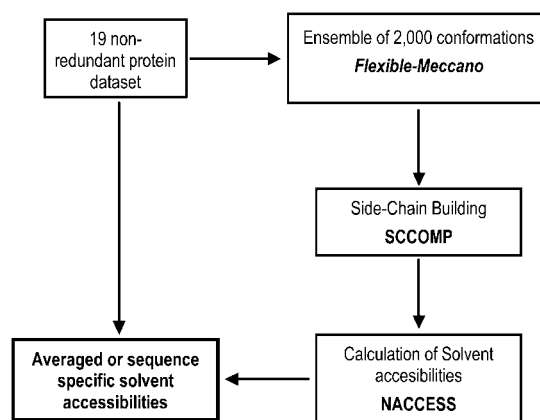 19 non-
redundant protein
dataset
Ensemble of 2,000 conformations
Flexible-Meccano
Side-Chain Building
SCCOMP
Averaged or sequence
specific solvent
accessibilities
Calculation of Solvent
accesibilities
NACCESS